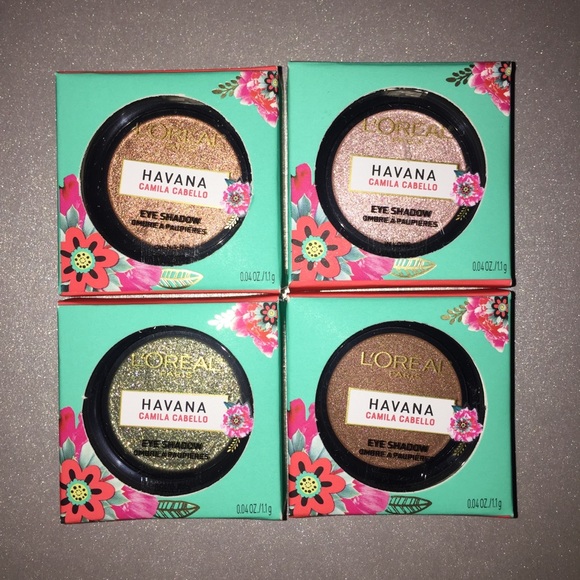 L'ORÉAL
HAVANA
CAMILA CABELLO
EYE SHADOW
OMBRE À PAUPIÈRES
0.04 OZ./1.1g
L'ORÉAL
HAVANA
CAMILA CABELLO
EYE SHADOW
OMBRE À PAUPIÈRES
0.04 OZ./1.1g
L'ORÉAL
PARIS
HAVANA
CAMILA CABELLO
EYE SHADOW
OMBRE À PAUPIÈRES
0.04 OZ./1.1g
L'ORÉAL
PARIS
HAVANA
CAMILA CABELLO
EYE SHADOW
OMBRE À PAUPIÈRES
0.04 OZ./1.1g